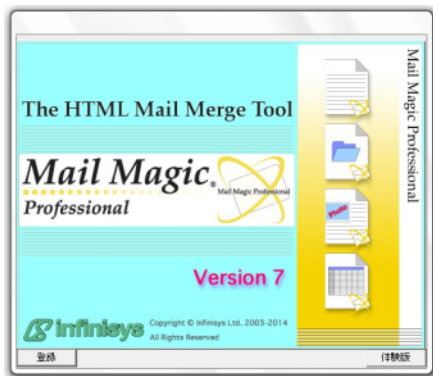 The HTML Mail Merge Tool
Mail Magic®
Professional
Mail Magic Professional
Version 7
infinisys
Copyright © Infinisys Ltd. 2003-2014
All Rights Reserved
Mail Magic Professional
Photo
登録
体験版